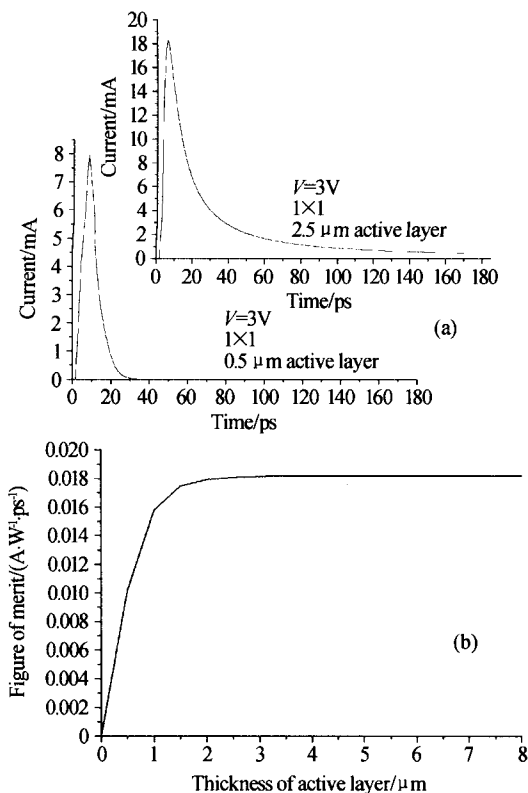 20
18
16
14
12
10
8
6
4
2
0
Current/mA
V=3V
1×1
2.5 μm active layer
0 20 40 60 80 100 120 140 160 180
Time/ps
8
7
6
5
4
3
2
1
0
Current/mA
V=3V
1×1
0.5 μm active layer
(a)
0 20 40 60 80 100 120 140 160 180
Time/ps
0.020
0.018
0.016
0.014
0.012
0.010
0.008
0.006
0.004
0.002
0
Figure of merit/(A·W⁻¹·ps⁻¹)
(b)
0 1 2 3 4 5 6 7 8
Thickness of active layer/μm